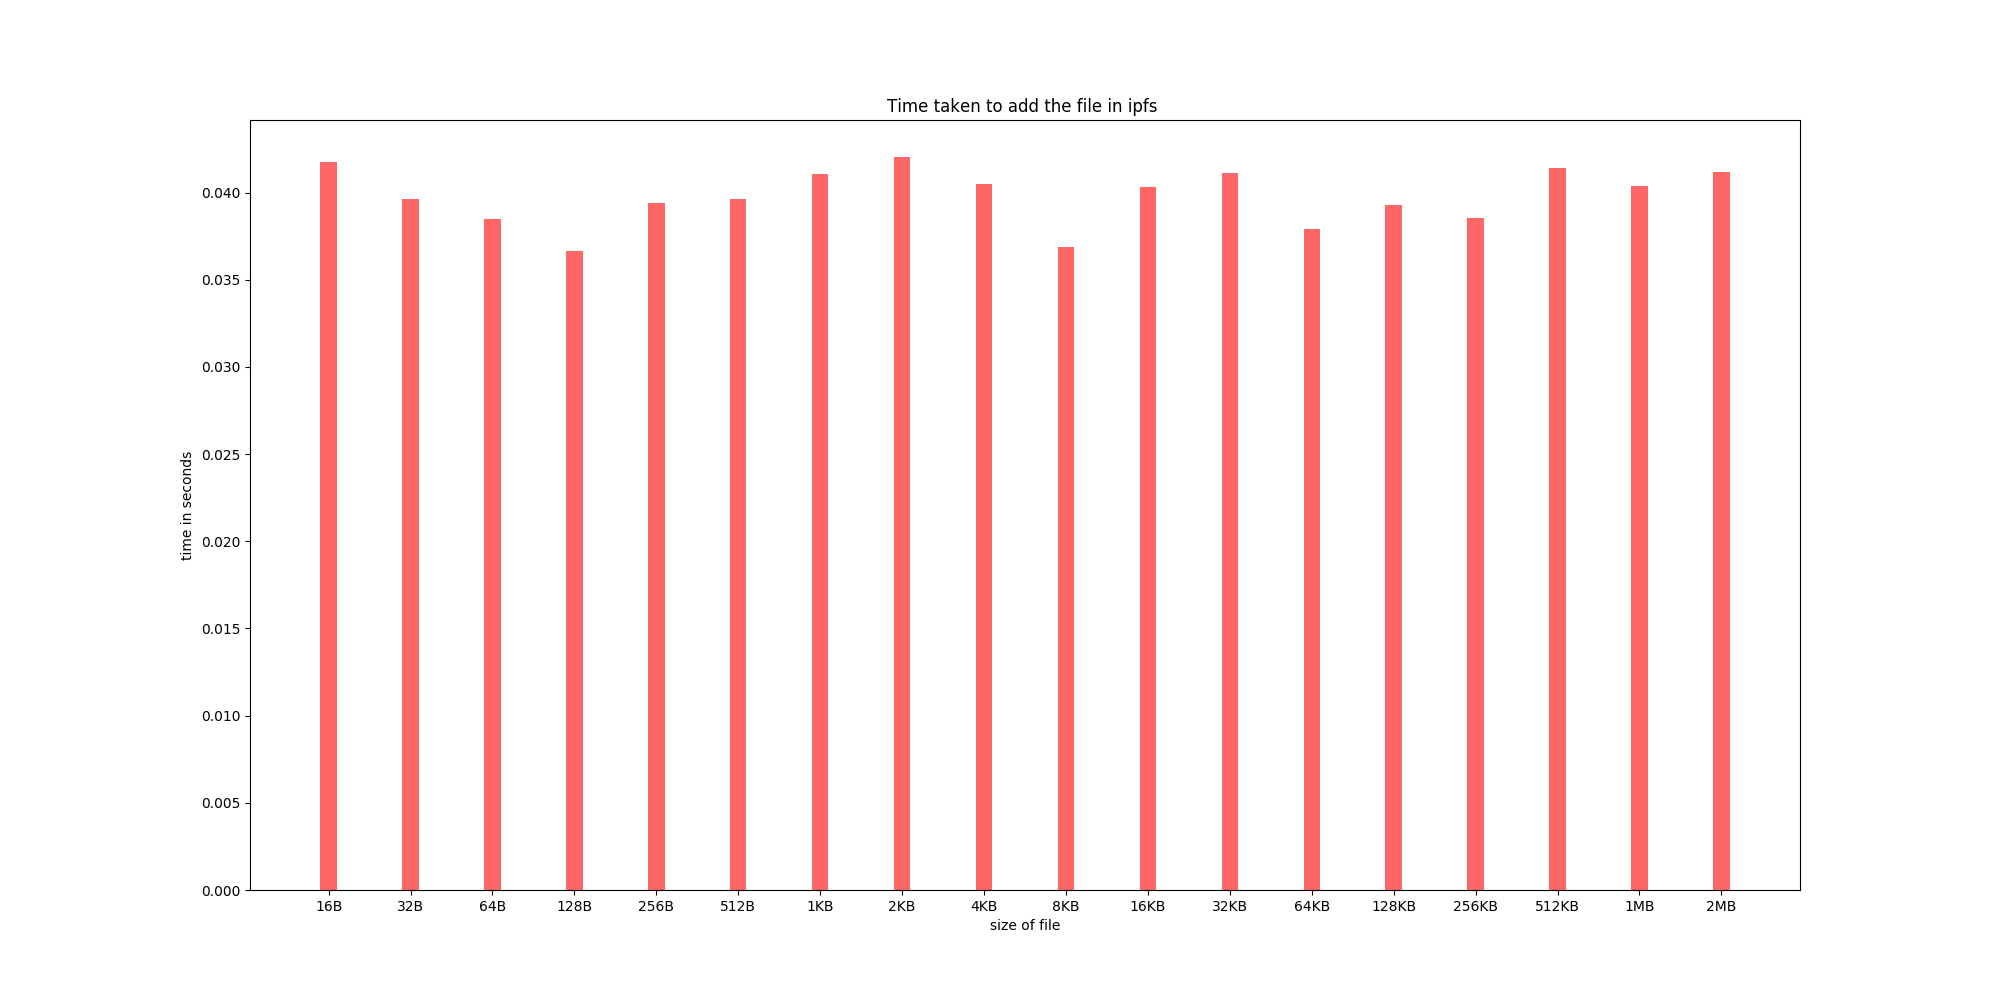 Time taken to add the file in ipfs
time in seconds
0.040
0.035
0.030
0.025
0.020
0.015
0.010
0.005
0.000
16B 32B 64B 128B 256B 512B 1KB 2KB 4KB 8KB 16KB 32KB 64KB 128KB 256KB 512KB 1MB 2MB
size of file